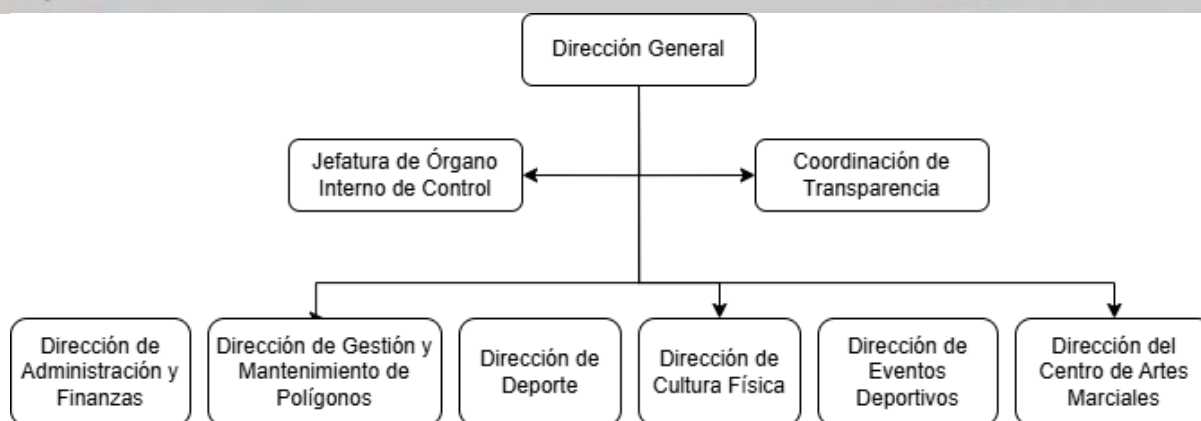 Dirección General
Jefatura de Órgano
Interno de Control
Coordinación de
Transparencia
Dirección de
Administración y
Finanzas
Dirección de Gestión y
Mantenimiento de
Polígonos
Dirección de
Deporte
Dirección de
Cultura Física
Dirección de
Eventos
Deportivos
Dirección del
Centro de Artes
Marciales